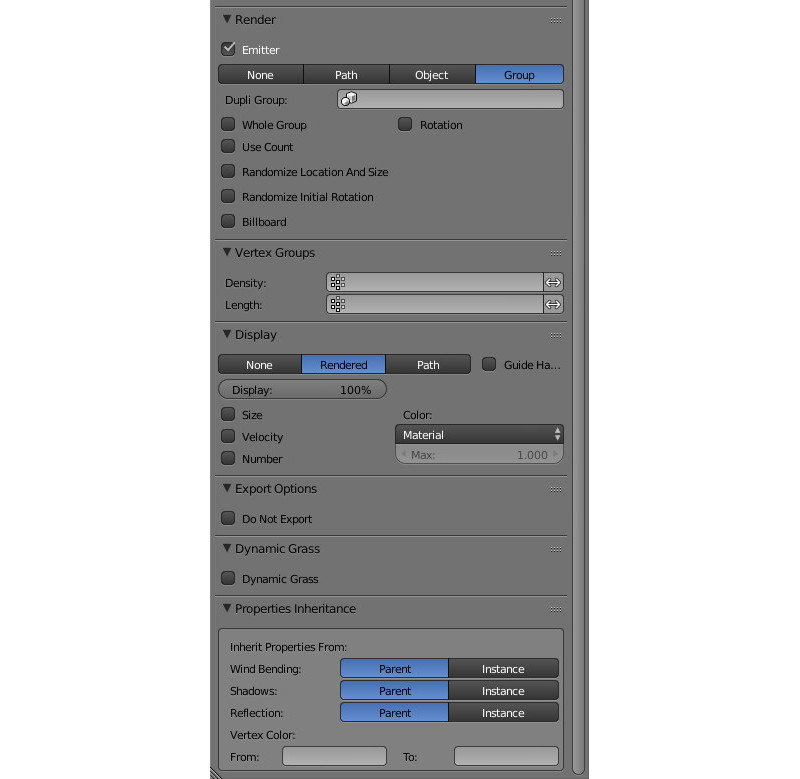 Render
Emitter
None Path Object Group
Dupli Group:
Whole Group Rotation
Use Count
Randomize Location And Size
Randomize Initial Rotation
Billboard
Vertex Groups
Density:
Length:
Display
None Rendered Path Guide Ha...
Display: 100%
Size Color:
Velocity Material
Number Max: 1.000
Export Options
Do Not Export
Dynamic Grass
Dynamic Grass
Properties Inheritance
Inherit Properties From:
Wind Bending: Parent Instance
Shadows: Parent Instance
Reflection: Parent Instance
Vertex Color:
From: To: